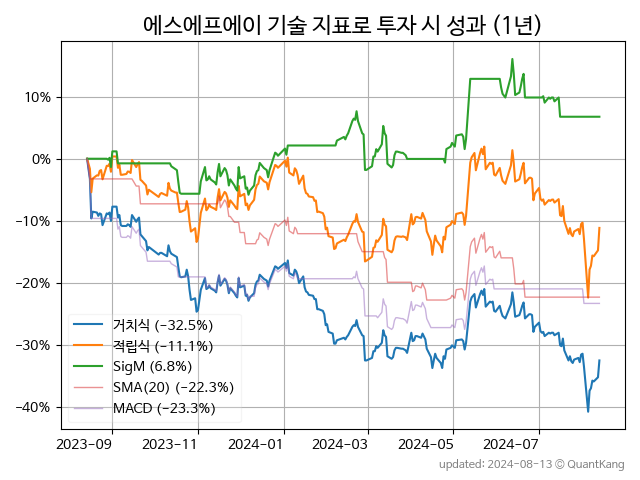 에스에프에이 기술 지표로 투자 시 성과 (1년)
10%
0%
−10%
−20%
−30%
−40%
거치식 (−32.5%)
적립식 (−11.1%)
SigM (6.8%)
SMA(20) (−22.3%)
MACD (−23.3%)
2023-09
2023-11
2024-01
2024-03
2024-05
2024-07
updated: 2024-08-13 © QuantKang